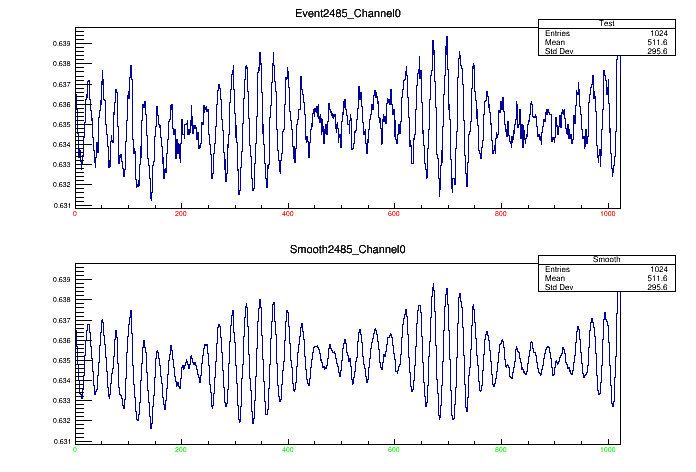 Event2485_Channel0
Test
Entries 1024
Mean 511.6
Std Dev 295.6
0.639
0.638
0.637
0.636
0.635
0.634
0.633
0.632
0.631
0 200 400 600 800 1000
Smooth2485_Channel0
Smooth
Entries 1024
Mean 511.6
Std Dev 295.6
0.639
0.638
0.637
0.636
0.635
0.634
0.633
0.632
0.631
0 200 400 600 800 1000